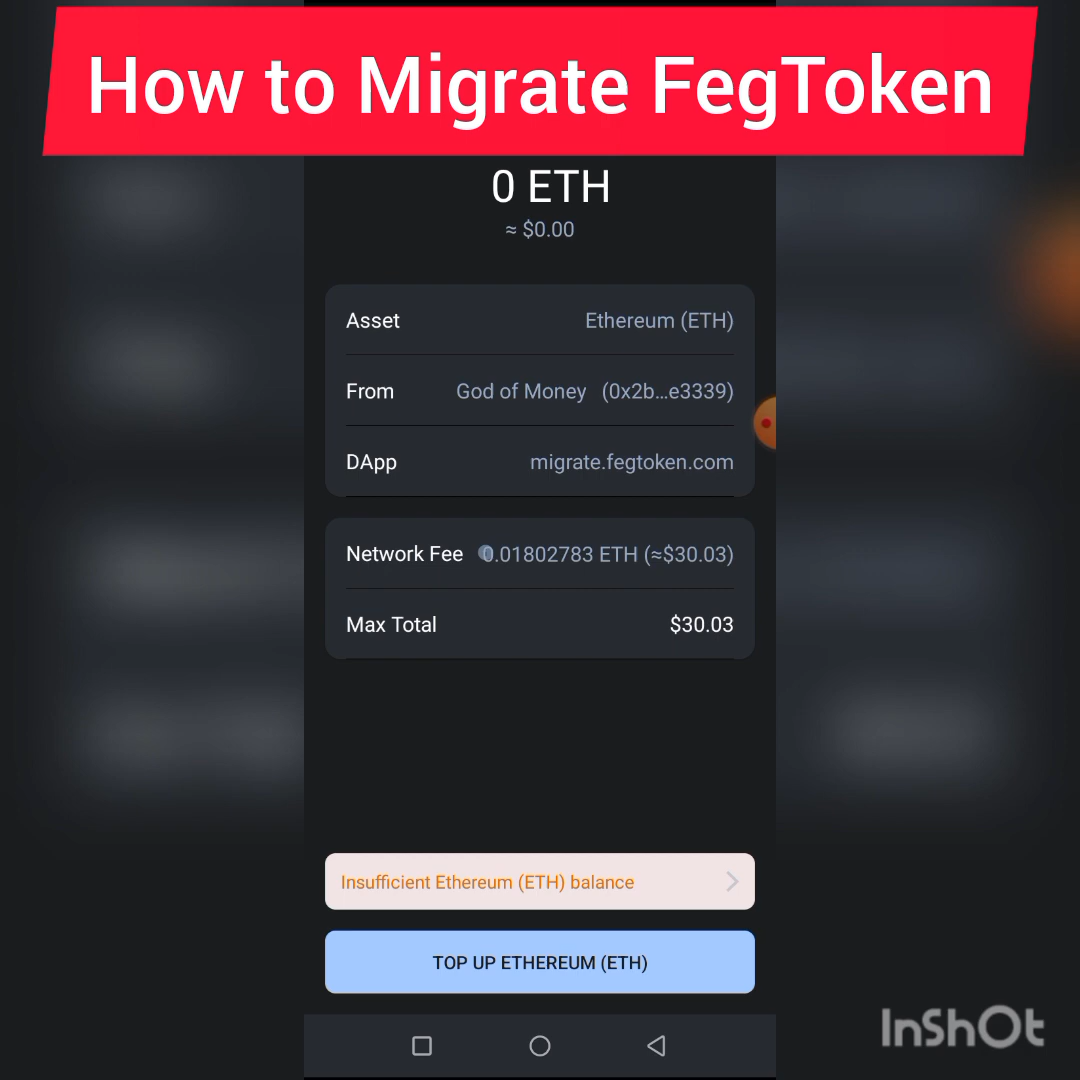 How to Migrate FegToken
0 ETH
≈ $0.00
Asset Ethereum (ETH)
From God of Money (0x2b...e3339)
DApp migrate.fegtoken.com
Network Fee 0.01802783 ETH (≈$30.03)
Max Total $30.03
Insufficient Ethereum (ETH) balance
TOP UP ETHEREUM (ETH)
InShOt